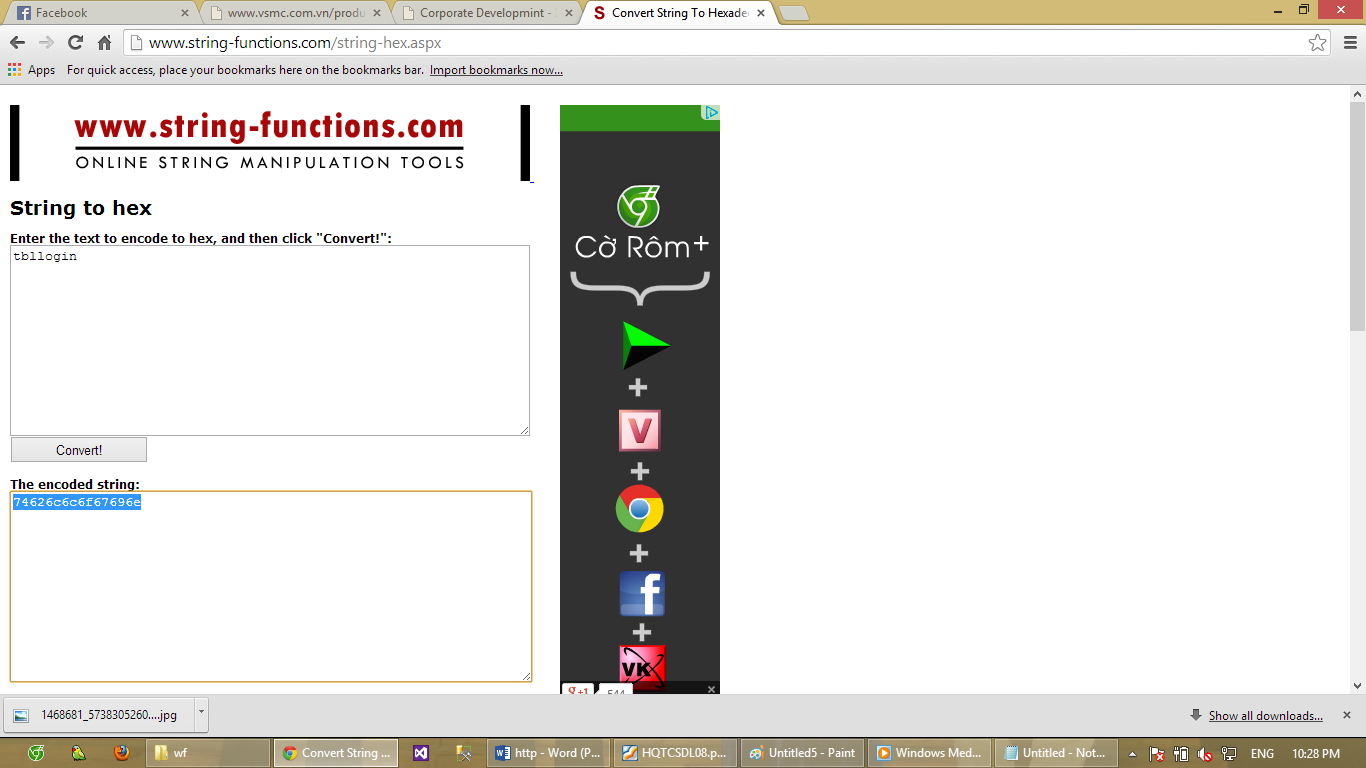 Facebook
www.vsmc.com.vn/produ
Corporate Developmint -
Convert String To Hexade
www.string-functions.com/string-hex.aspx
Apps For quick access, place your bookmarks here on the bookmarks bar. Import bookmarks now...
www.string-functions.com
ONLINE STRING MANIPULATION TOOLS
String to hex
Enter the text to encode to hex, and then click "Convert!":
tbllogin
Convert!
The encoded string:
74626c6c6f67696e
Cờ Rôm+
+
V
+
+
f
+
VK
g +1 544
1468681_5738305260....jpg
Show all downloads...
wf
Convert String ...
http - Word (P...
HQTCSDL08.p...
Untitled5 - Paint
Windows Med...
Untitled - Not...
ENG
10:28 PM